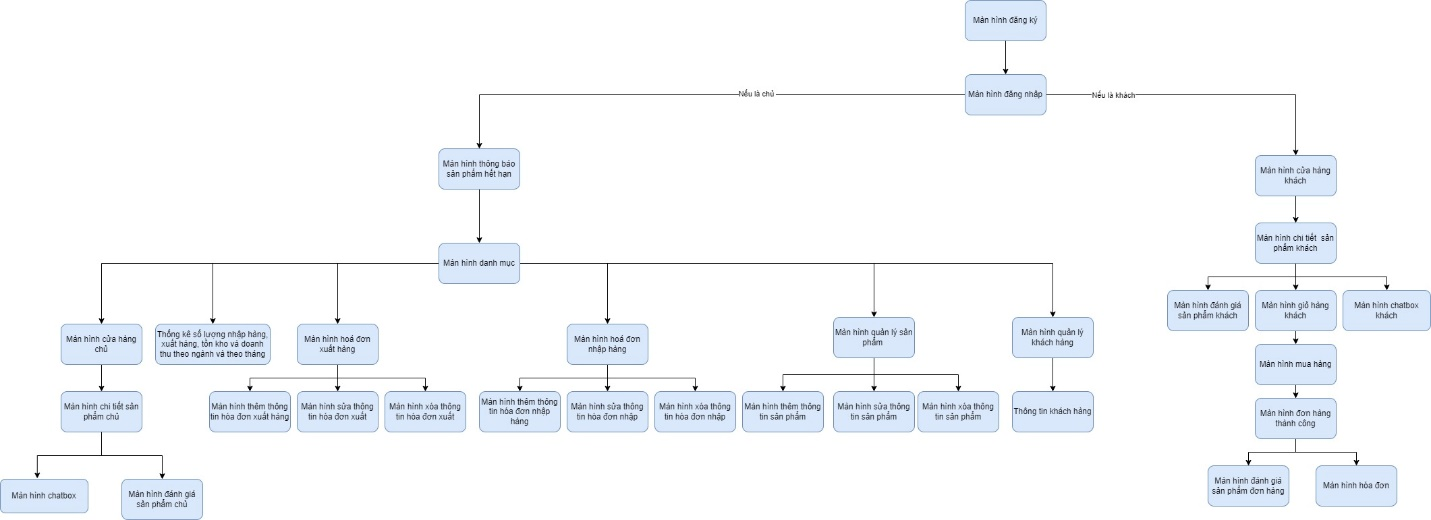 Màn hình đăng ký
Màn hình đăng nhập
Nếu là chủ
Nếu là khách
Màn hình thông báo
sản phẩm hết hạn
Màn hình cửa hàng
khách
Màn hình danh mục
Màn hình chi tiết sản
phẩm khách
Màn hình đánh giá
sản phẩm khách
Màn hình giỏ hàng
khách
Màn hình chatbox
khách
Màn hình cửa hàng
chủ
Thống kê số lượng nhập hàng,
xuất hàng, tồn kho và doanh
thu theo ngành và theo tháng
Màn hình hoá đơn
xuất hàng
Màn hình hoá đơn
nhập hàng
Màn hình quản lý sản
phẩm
Màn hình quản lý
khách hàng
Màn hình mua hàng
Màn hình chi tiết sản
phẩm chủ
Màn hình thêm thông
tin hòa đơn xuất hàng
Màn hình sửa thông
tin hòa đơn xuất
Màn hình xóa thông
tin hòa đơn xuất
Màn hình thêm thông
tin hòa đơn nhập
hàng
Màn hình sửa thông
tin hòa đơn nhập
Màn hình xóa thông
tin hòa đơn nhập
Màn hình thêm thông
tin sản phẩm
Màn hình sửa thông
tin sản phẩm
Màn hình xóa thông
tin sản phẩm
Thông tin khách hàng
Màn hình đơn hàng
thành công
Màn hình chatbox
Màn hình đánh giá
sản phẩm chủ
Màn hình đánh giá
sản phẩm đơn hàng
Màn hình hòa đơn